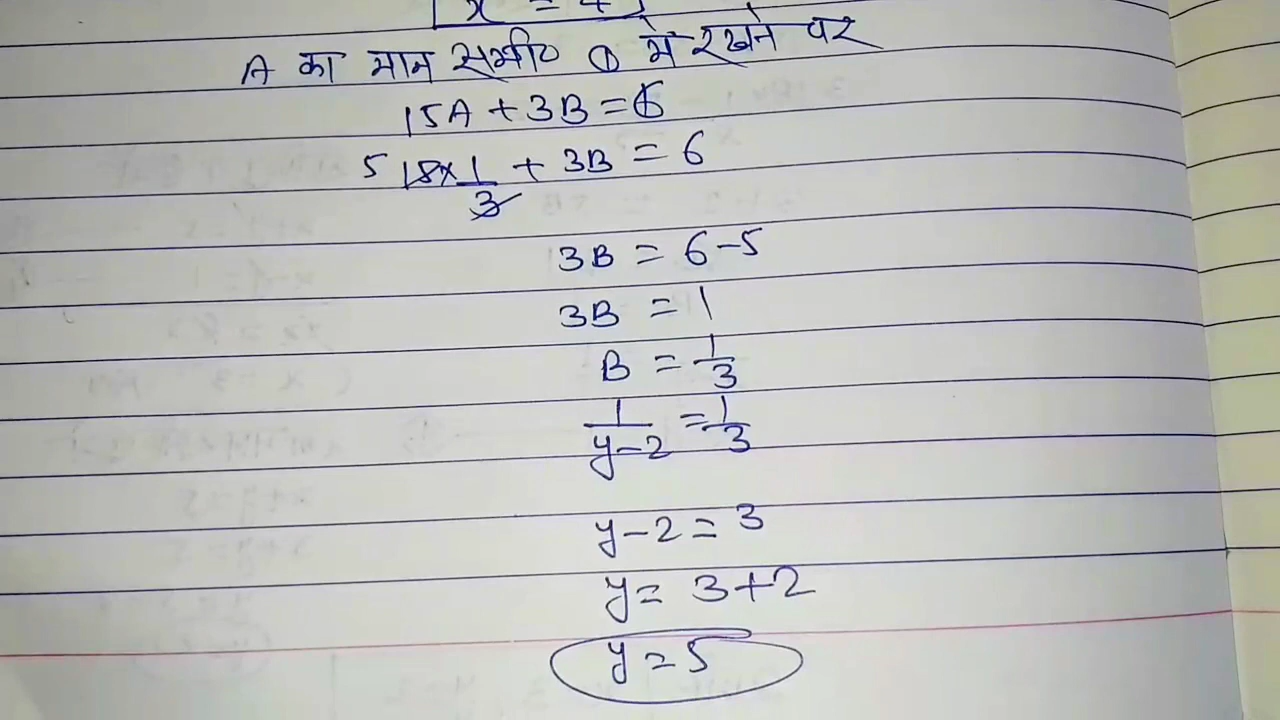 x = 4
A का मान समी० ① में रखने पर
15A + 3B = 6
5 15 × 1/3 + 3B = 6
3B = 6 - 5
3B = 1
B = 1/3
1/y-2 = 1/3
y - 2 = 3
y = 3 + 2
y = 5